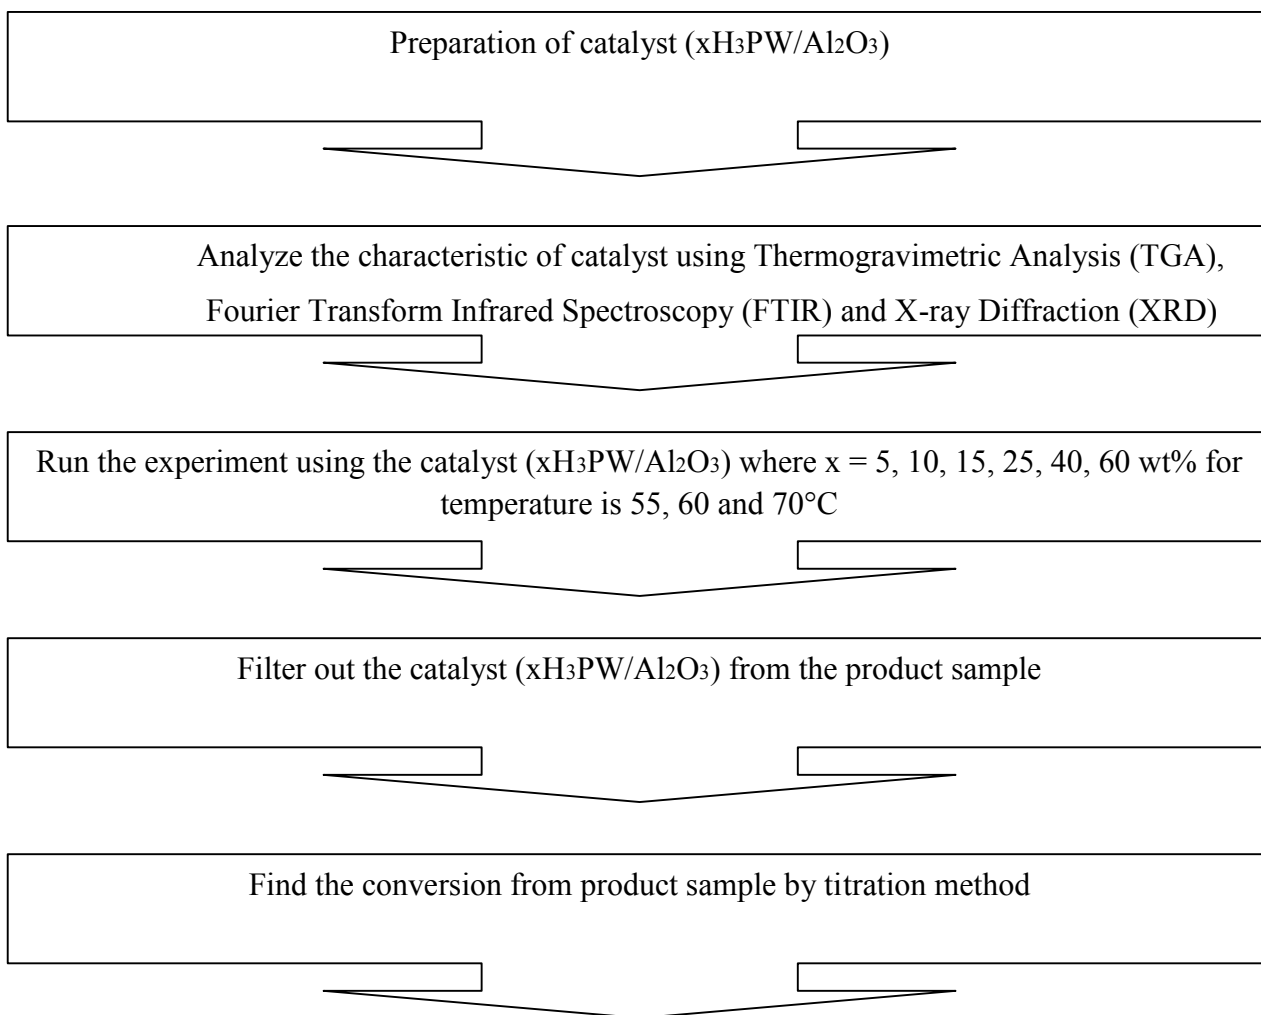 Preparation of catalyst (xH3PW/Al2O3)
Analyze the characteristic of catalyst using Thermogravimetric Analysis (TGA),
Fourier Transform Infrared Spectroscopy (FTIR) and X-ray Diffraction (XRD)
Run the experiment using the catalyst (xH3PW/Al2O3) where x = 5, 10, 15, 25, 40, 60 wt% for
temperature is 55, 60 and 70°C
Filter out the catalyst (xH3PW/Al2O3) from the product sample
Find the conversion from product sample by titration method